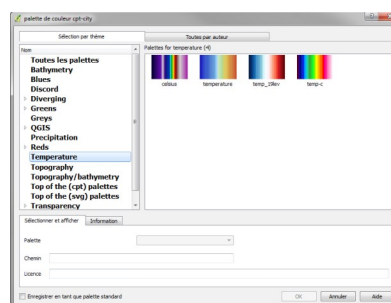 palette de couleur cpt-city
Sélection par thème
Toutes par auteur
Nom
Toutes les palettes
Bathymetry
Blues
Discord
Diverging
Greens
Greys
QGIS
Precipitation
Reds
Temperature
Topography
Topography/bathymetry
Top of the (cpt) palettes
Top of the (svg) palettes
Transparency
Palettes for temperature (4)
celsius
temperature
temp_19lev
temp-c
Sélectionner et afficher
Information
Palette
Chemin
Licence
Enregistrer en tant que palette standard
OK
Annuler
Aide